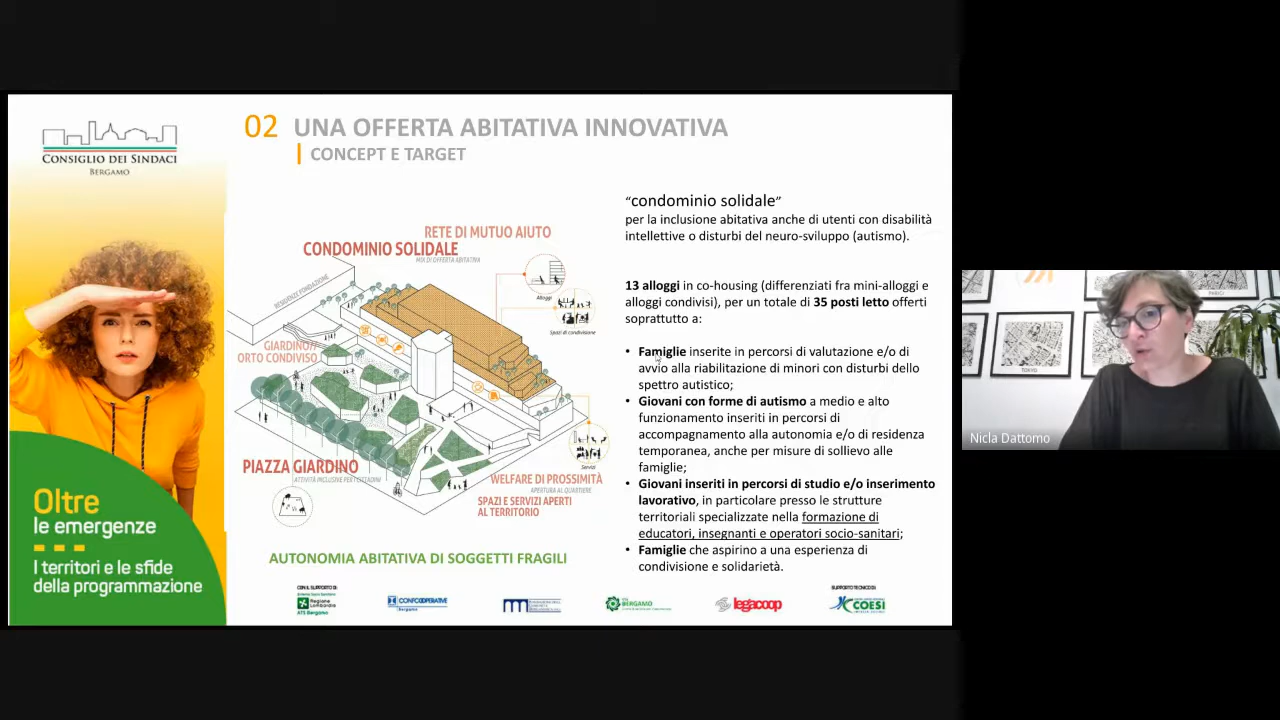 CONSIGLIO DEI SINDACI
BERGAMO
02 UNA OFFERTA ABITATIVA INNOVATIVA
CONCEPT E TARGET
RETE DI MUTUO AIUTO
CONDOMINIO SOLIDALE
MIX DI OFFERTA ABITATIVA
RESIDENZE FONDAZIONE
Alloggi
Spazi di condivisione
GIARDINO//
ORTO CONDIVISO
PIAZZA GIARDINO
Servizi
WELFARE DI PROSSIMITÀ
APERTURA AL QUARTIERE
SPAZI E SERVIZI APERTI
AL TERRITORIO
AUTONOMIA ABITATIVA DI SOGGETTI FRAGILI
“condominio solidale”
per la inclusione abitativa anche di utenti con disabilità
intellettive o disturbi del neuro-sviluppo (autismo).
13 alloggi in co-housing (differenziati fra mini-alloggi e
alloggi condivisi), per un totale di 35 posti letto offerti
soprattutto a:
• Famiglie inserite in percorsi di valutazione e/o di
avvio alla riabilitazione di minori con disturbi dello
spettro autistico;
• Giovani con forme di autismo a medio e alto
funzionamento inseriti in percorsi di
accompagnamento alla autonomia e/o di residenza
temporanea, anche per misure di sollievo alle
famiglie;
• Giovani inseriti in percorsi di studio e/o inserimento
lavorativo, in particolare presso le strutture
territoriali specializzate nella formazione di
educatori, insegnanti e operatori socio-sanitari;
• Famiglie che aspirino a una esperienza di
condivisione e solidarietà.
Oltre
le emergenze
I territori e le sfide
della programmazione
CON IL SUPPORTO DI:
Regione
Lombardia
ATS Bergamo
CONFCOOPERATIVE
Bergamo
BERGAMO
legacoop
SUPPORTO TECNICO DI:
COESI
TOKYO
PARIGI
Nicla Dattomo